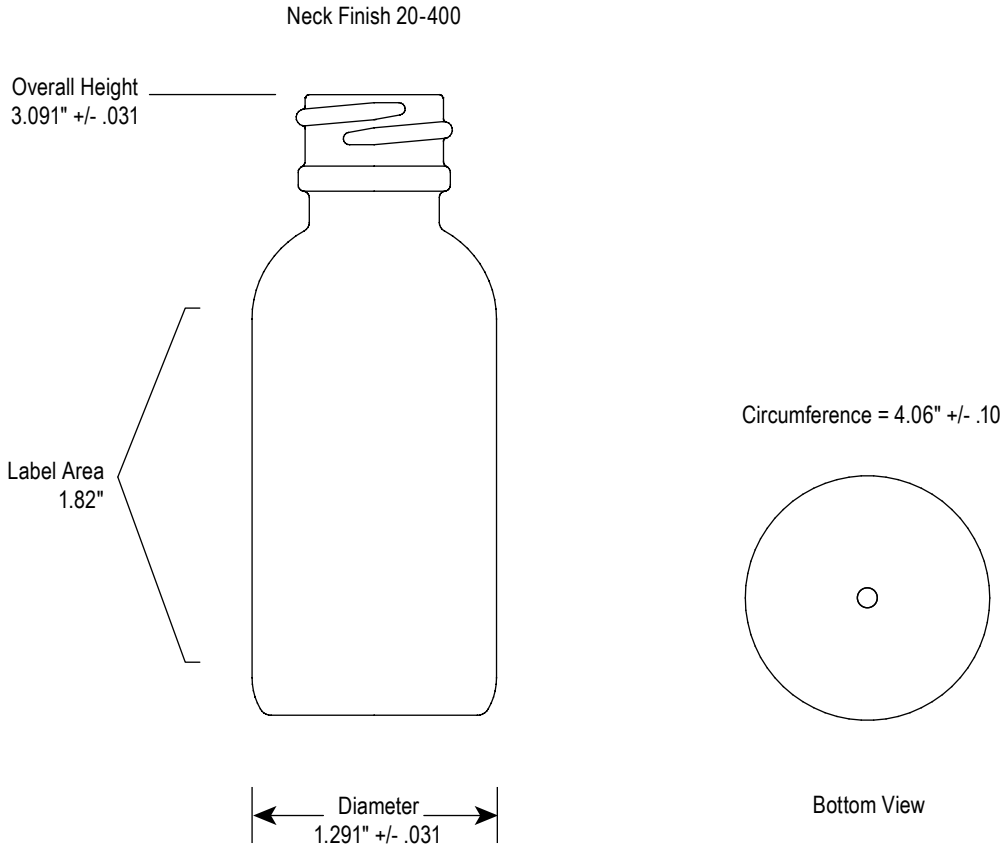 Neck Finish 20-400
Overall Height
3.091" +/- .031
Circumference = 4.06" +/- .10
Label Area
1.82"
Diameter
1.291" +/- .031
Bottom View